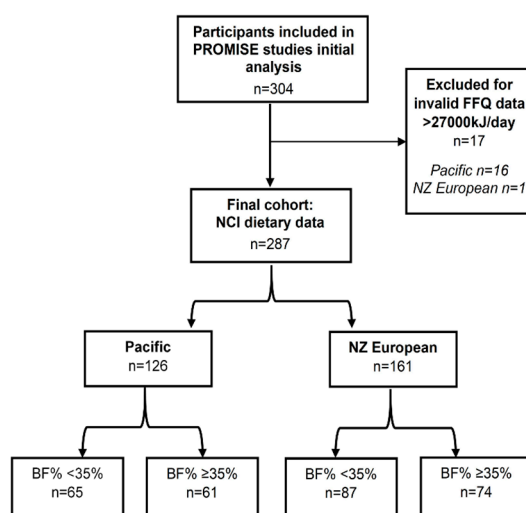 Participants included in
PROMISE studies initial
analysis
n=304
Excluded for
invalid FFQ data
>27000kJ/day
n=17
Pacific n=16
NZ European n=1
Final cohort:
NCI dietary data
n=287
Pacific
n=126
NZ European
n=161
BF% <35%
n=65
BF% ≥35%
n=61
BF% <35%
n=87
BF% ≥35%
n=74